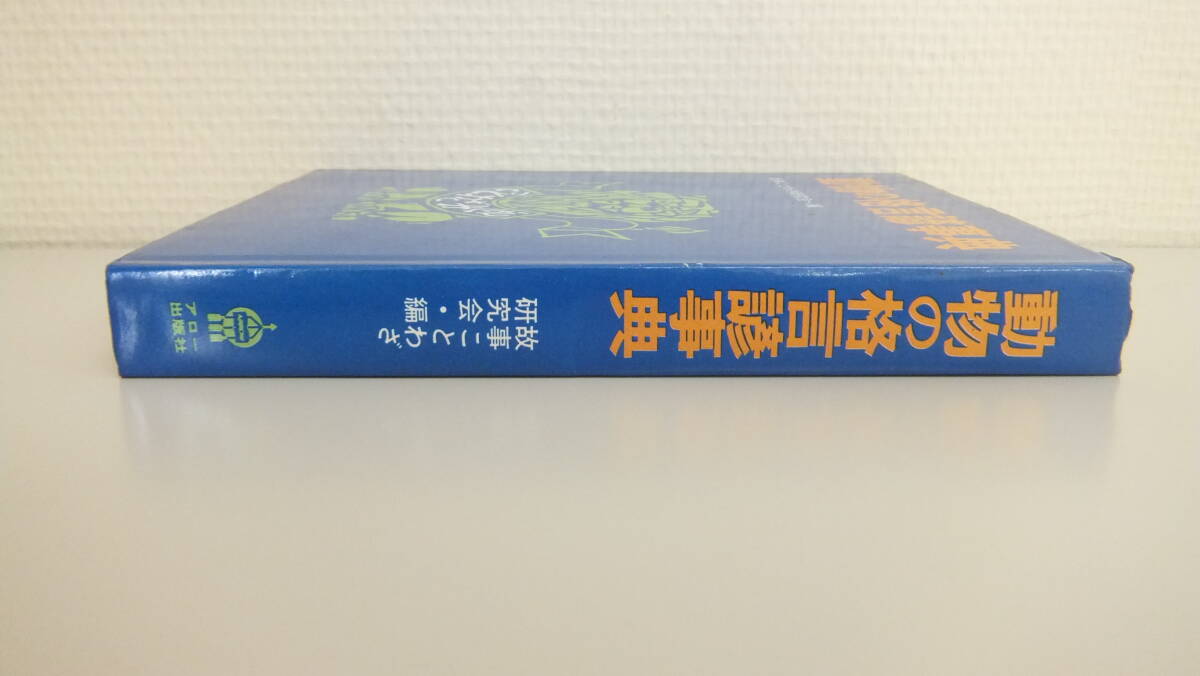 動物の格言諺事典
故事ことわざ
研究会・編
アロー
出版社